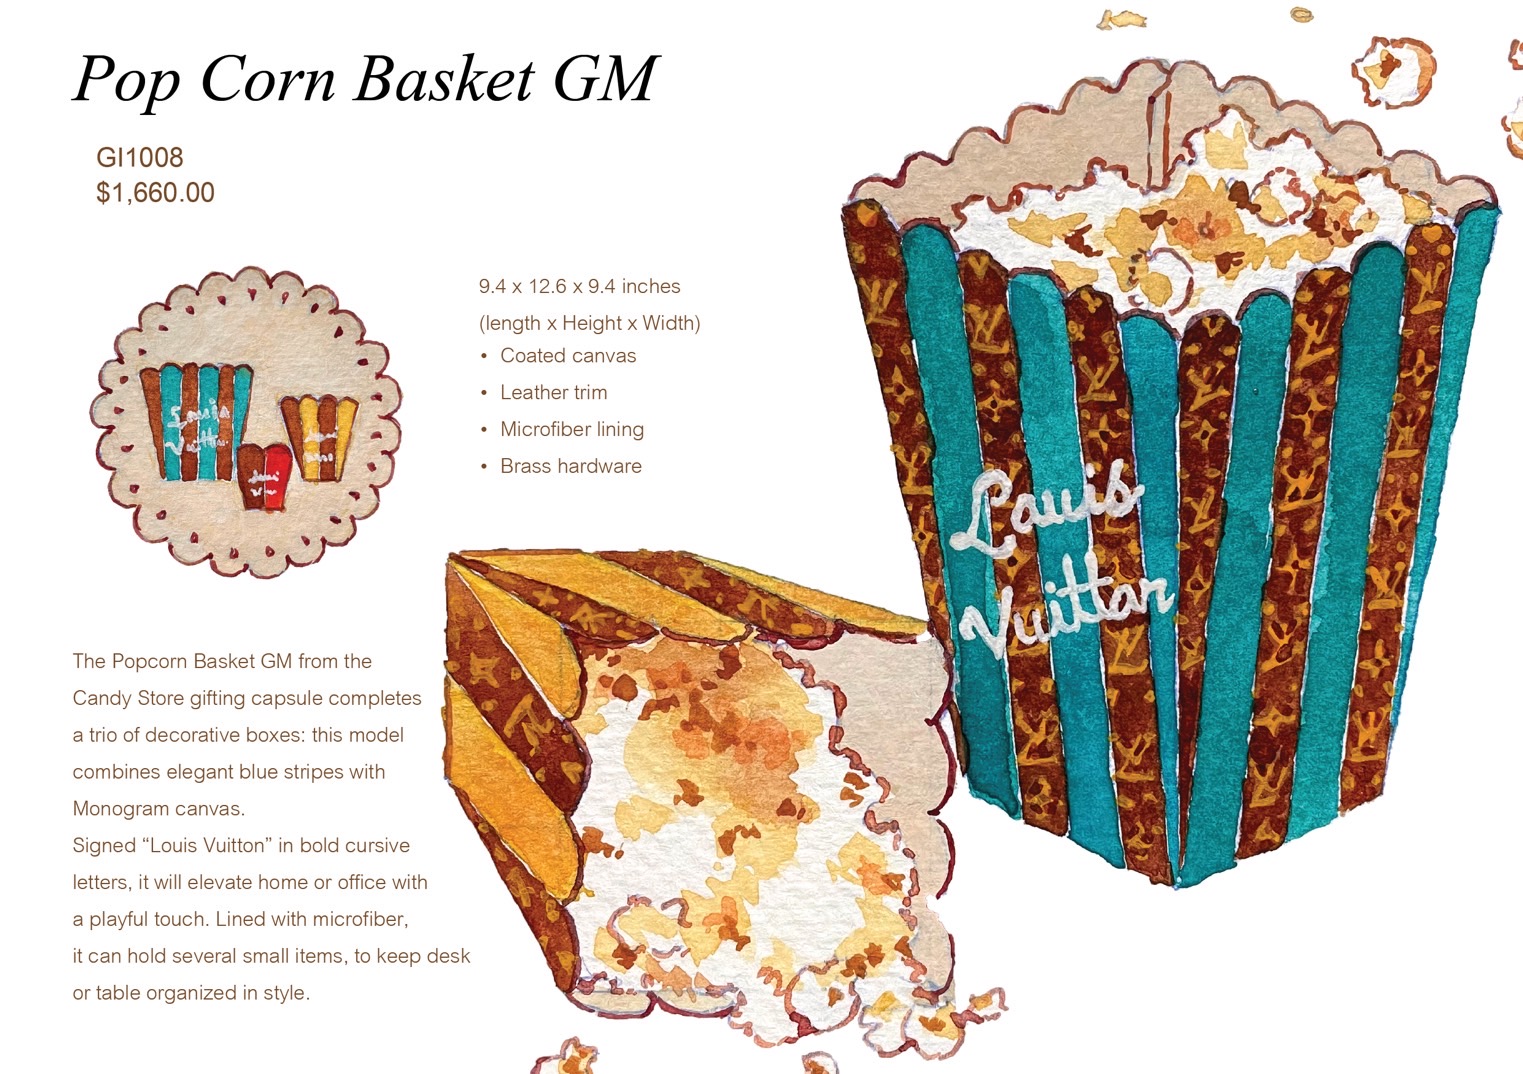 Pop Corn Basket GM
GI1008
$1,660.00
9.4 x 12.6 x 9.4 inches
(length x Height x Width)
• Coated canvas
• Leather trim
• Microfiber lining
• Brass hardware
Louis
Vuitton
Louis
Vuitton
The Popcorn Basket GM from the
Candy Store gifting capsule completes
a trio of decorative boxes: this model
combines elegant blue stripes with
Monogram canvas.
Signed “Louis Vuitton” in bold cursive
letters, it will elevate home or office with
a playful touch. Lined with microfiber,
it can hold several small items, to keep desk
or table organized in style.